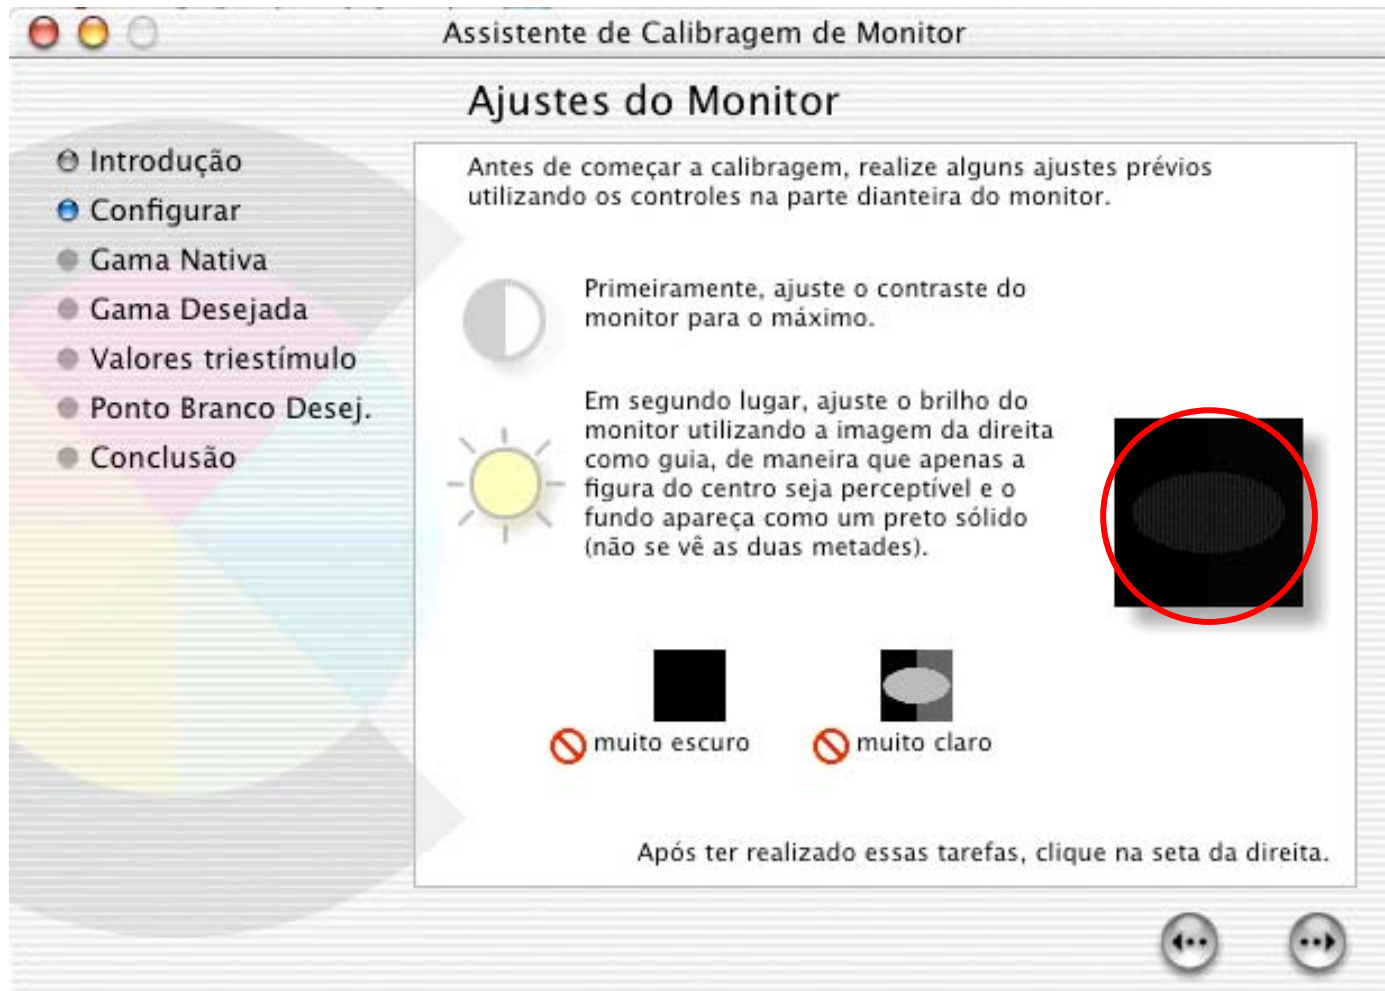 Assistente de Calibragem de Monitor
Ajustes do Monitor
Introdução
Configurar
Gama Nativa
Gama Desejada
Valores triestímulo
Ponto Branco Desej.
Conclusão
Antes de começar a calibragem, realize alguns ajustes prévios
utilizando os controles na parte dianteira do monitor.
Primeiramente, ajuste o contraste do
monitor para o máximo.
Em segundo lugar, ajuste o brilho do
monitor utilizando a imagem da direita
como guia, de maneira que apenas a
figura do centro seja perceptível e o
fundo apareça como um preto sólido
(não se vê as duas metades).
muito escuro
muito claro
Após ter realizado essas tarefas, clique na seta da direita.